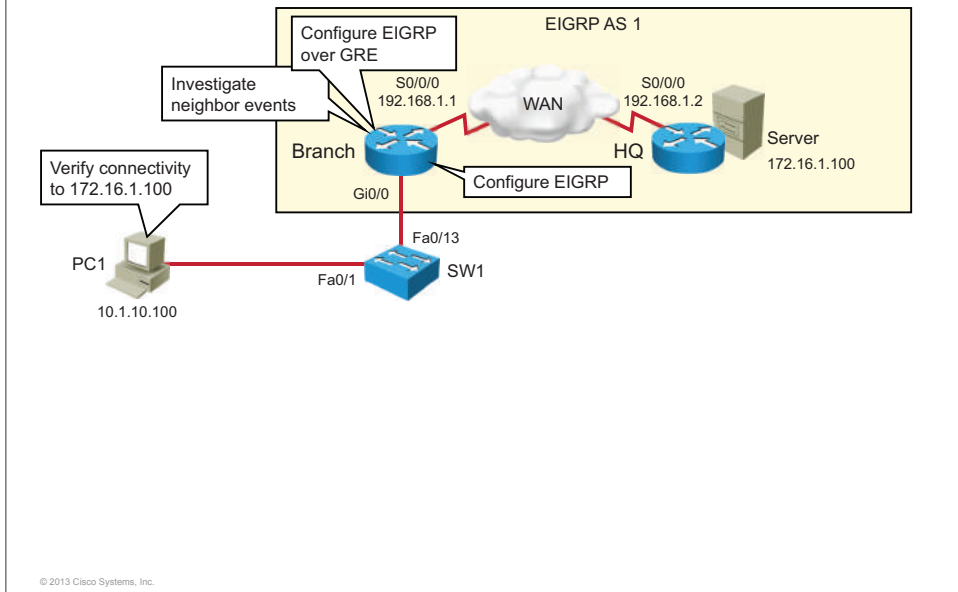 EIGRP AS 1
Configure EIGRP
over GRE
Investigate
neighbor events
S0/0/0
192.168.1.1
WAN
S0/0/0
192.168.1.2
Branch
HQ
Server
172.16.1.100
Verify connectivity
to 172.16.1.100
Configure EIGRP
Gi0/0
Fa0/13
PC1
Fa0/1
SW1
10.1.10.100
© 2013 Cisco Systems, Inc.